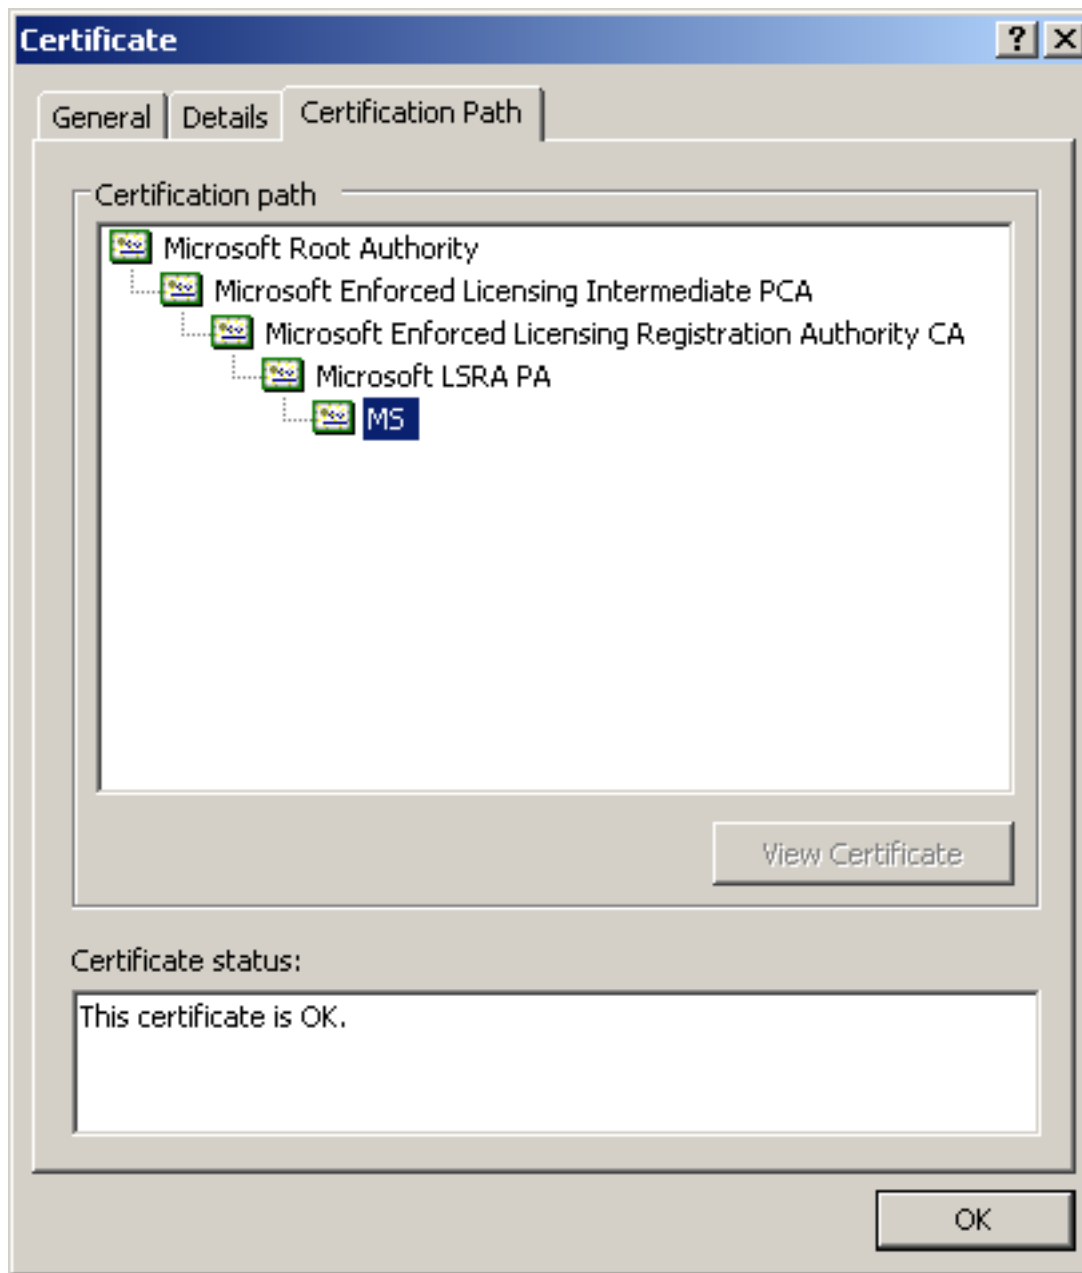 Certificate
General Details Certification Path
Certification path
Microsoft Root Authority
Microsoft Enforced Licensing Intermediate PCA
Microsoft Enforced Licensing Registration Authority CA
Microsoft LSRA PA
MS
View Certificate
Certificate status:
This certificate is OK.
OK